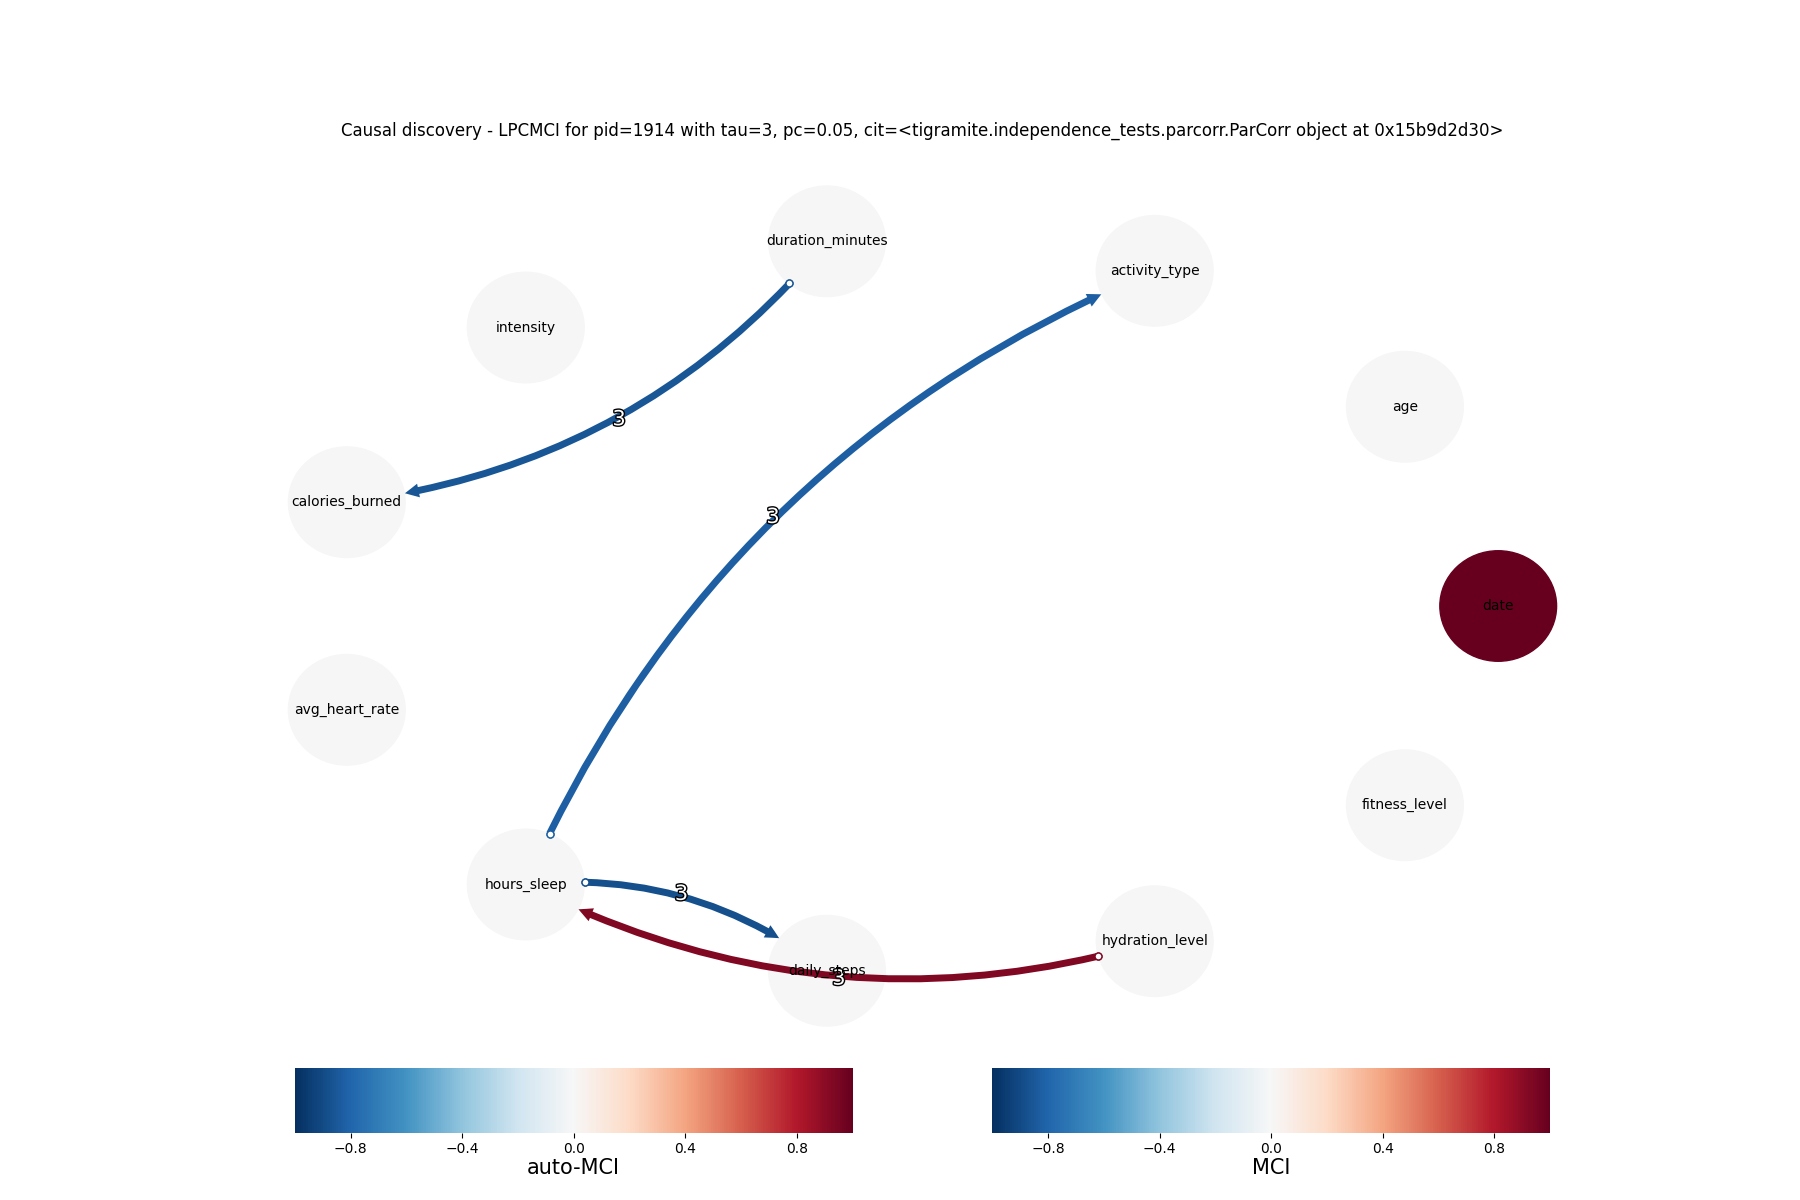 Causal discovery - LPCMCI for pid=1914 with tau=3, pc=0.05, cit=<tigramite.independence_tests.parcorr.ParCorr object at 0x15b9d2d30>
duration_minutes
activity_type
intensity
age
3
calories_burned
3
date
avg_heart_rate
fitness_level
hours_sleep
3
hydration_level
daily_steps
3
−0.8 −0.4 0.0 0.4 0.8
auto-MCI
−0.8 −0.4 0.0 0.4 0.8
MCI